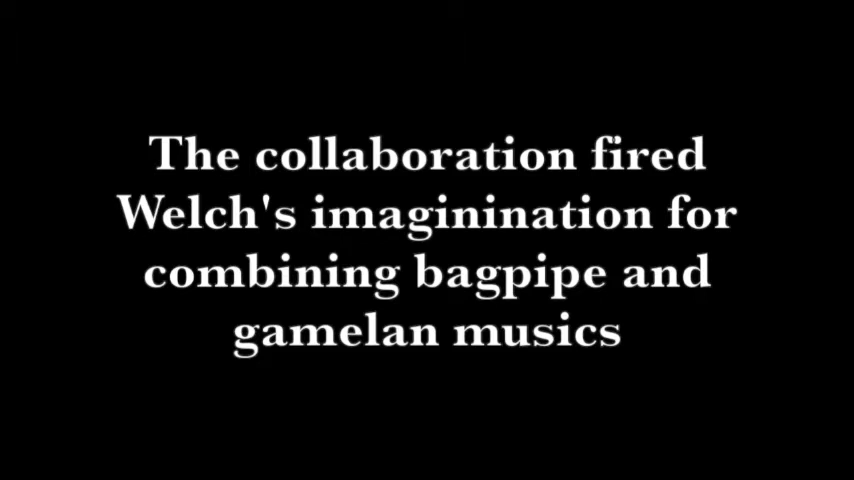 The collaboration fired
Welch's imaginination for
combining bagpipe and
gamelan musics